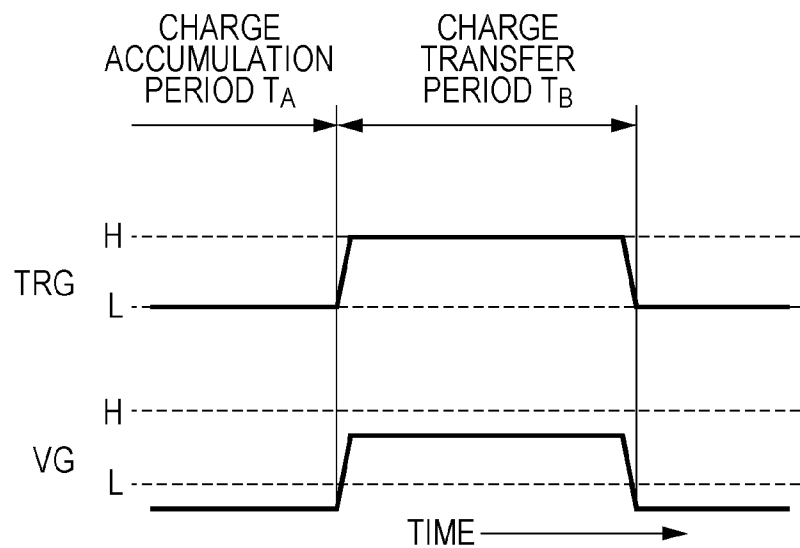 CHARGE
ACCUMULATION
PERIOD TA
CHARGE
TRANSFER
PERIOD TB
H
TRG
L
H
VG
L
TIME